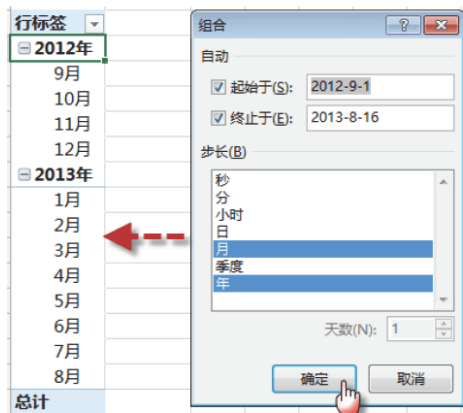 行标签
2012年
9月
10月
11月
12月
2013年
1月
2月
3月
4月
5月
6月
7月
8月
总计
组合
自动
起始于(S): 2012-9-1
终止于(E): 2013-8-16
步长(B)
秒
分
小时
日
月
季度
年
天数(N): 1
确定 取消